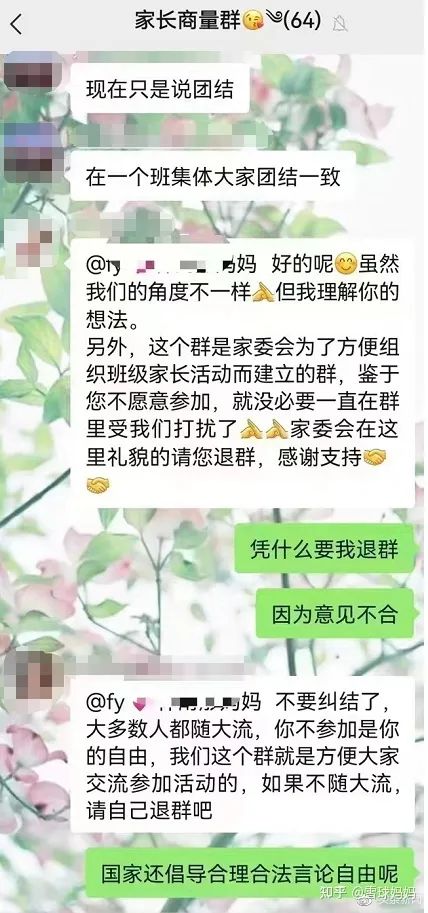 家长商量群😘༄(64)
现在只是说团结
在一个班集体大家团结一致
@fy 妈妈 好的呢😊虽然
我们的角度不一样🫴但我理解你的
想法。
另外，这个群是家委会为了方便组
织班级家长活动而建立的群，鉴于
您不愿意参加，就没必要一直在群
里受我们打扰了🫴🫴家委会在这
里礼貌的请您退群，感谢支持🤝
🤝
凭什么要我退群
因为意见不合
@fy 妈妈 不要纠结了，
大多数人都随大流，你不参加是你
的自由，我们这个群就是方便大家
交流参加活动的，如果不随大流，
请自己退群吧
国家还倡导合理合法言论自由呢
知乎 @雪球妈妈